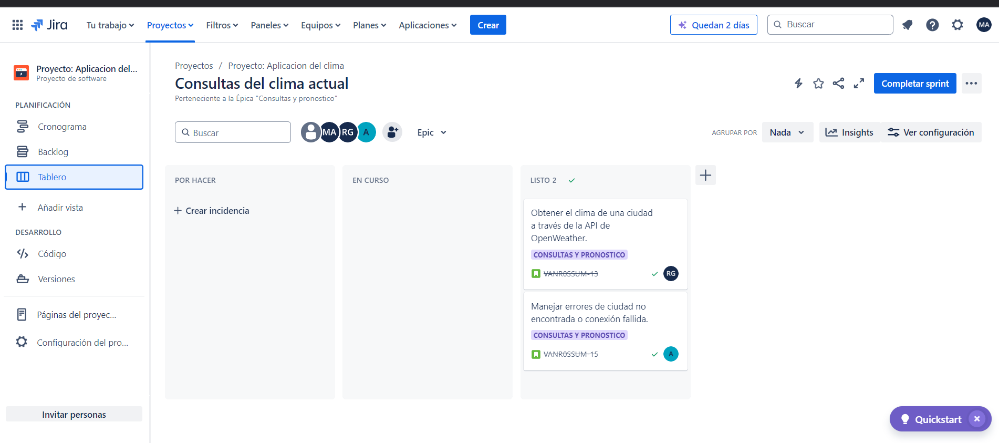 Jira
Tu trabajo
Proyectos
Filtros
Paneles
Equipos
Planes
Aplicaciones
Crear
Quedan 2 días
Buscar
MA
Proyecto: Aplicacion del...
Proyecto de software
PLANIFICACIÓN
Cronograma
Backlog
Tablero
Añadir vista
DESARROLLO
Código
Versiones
Páginas del proyec...
Configuración del pro...
Invitar personas
Proyectos / Proyecto: Aplicacion del clima
Consultas del clima actual
Perteneciente a la Épica "Consultas y pronostico"
Completar sprint
Buscar
MA
RG
A
Epic
AGRUPAR POR
Nada
Insights
Ver configuración
POR HACER
Crear incidencia
EN CURSO
LISTO 2
Obtener el clima de una ciudad
a través de la API de
OpenWeather.
CONSULTAS Y PRONOSTICO
VANR0SSUM-13
RG
Manejar errores de ciudad no
encontrada o conexión fallida.
CONSULTAS Y PRONOSTICO
VANR0SSUM-15
A
Quickstart